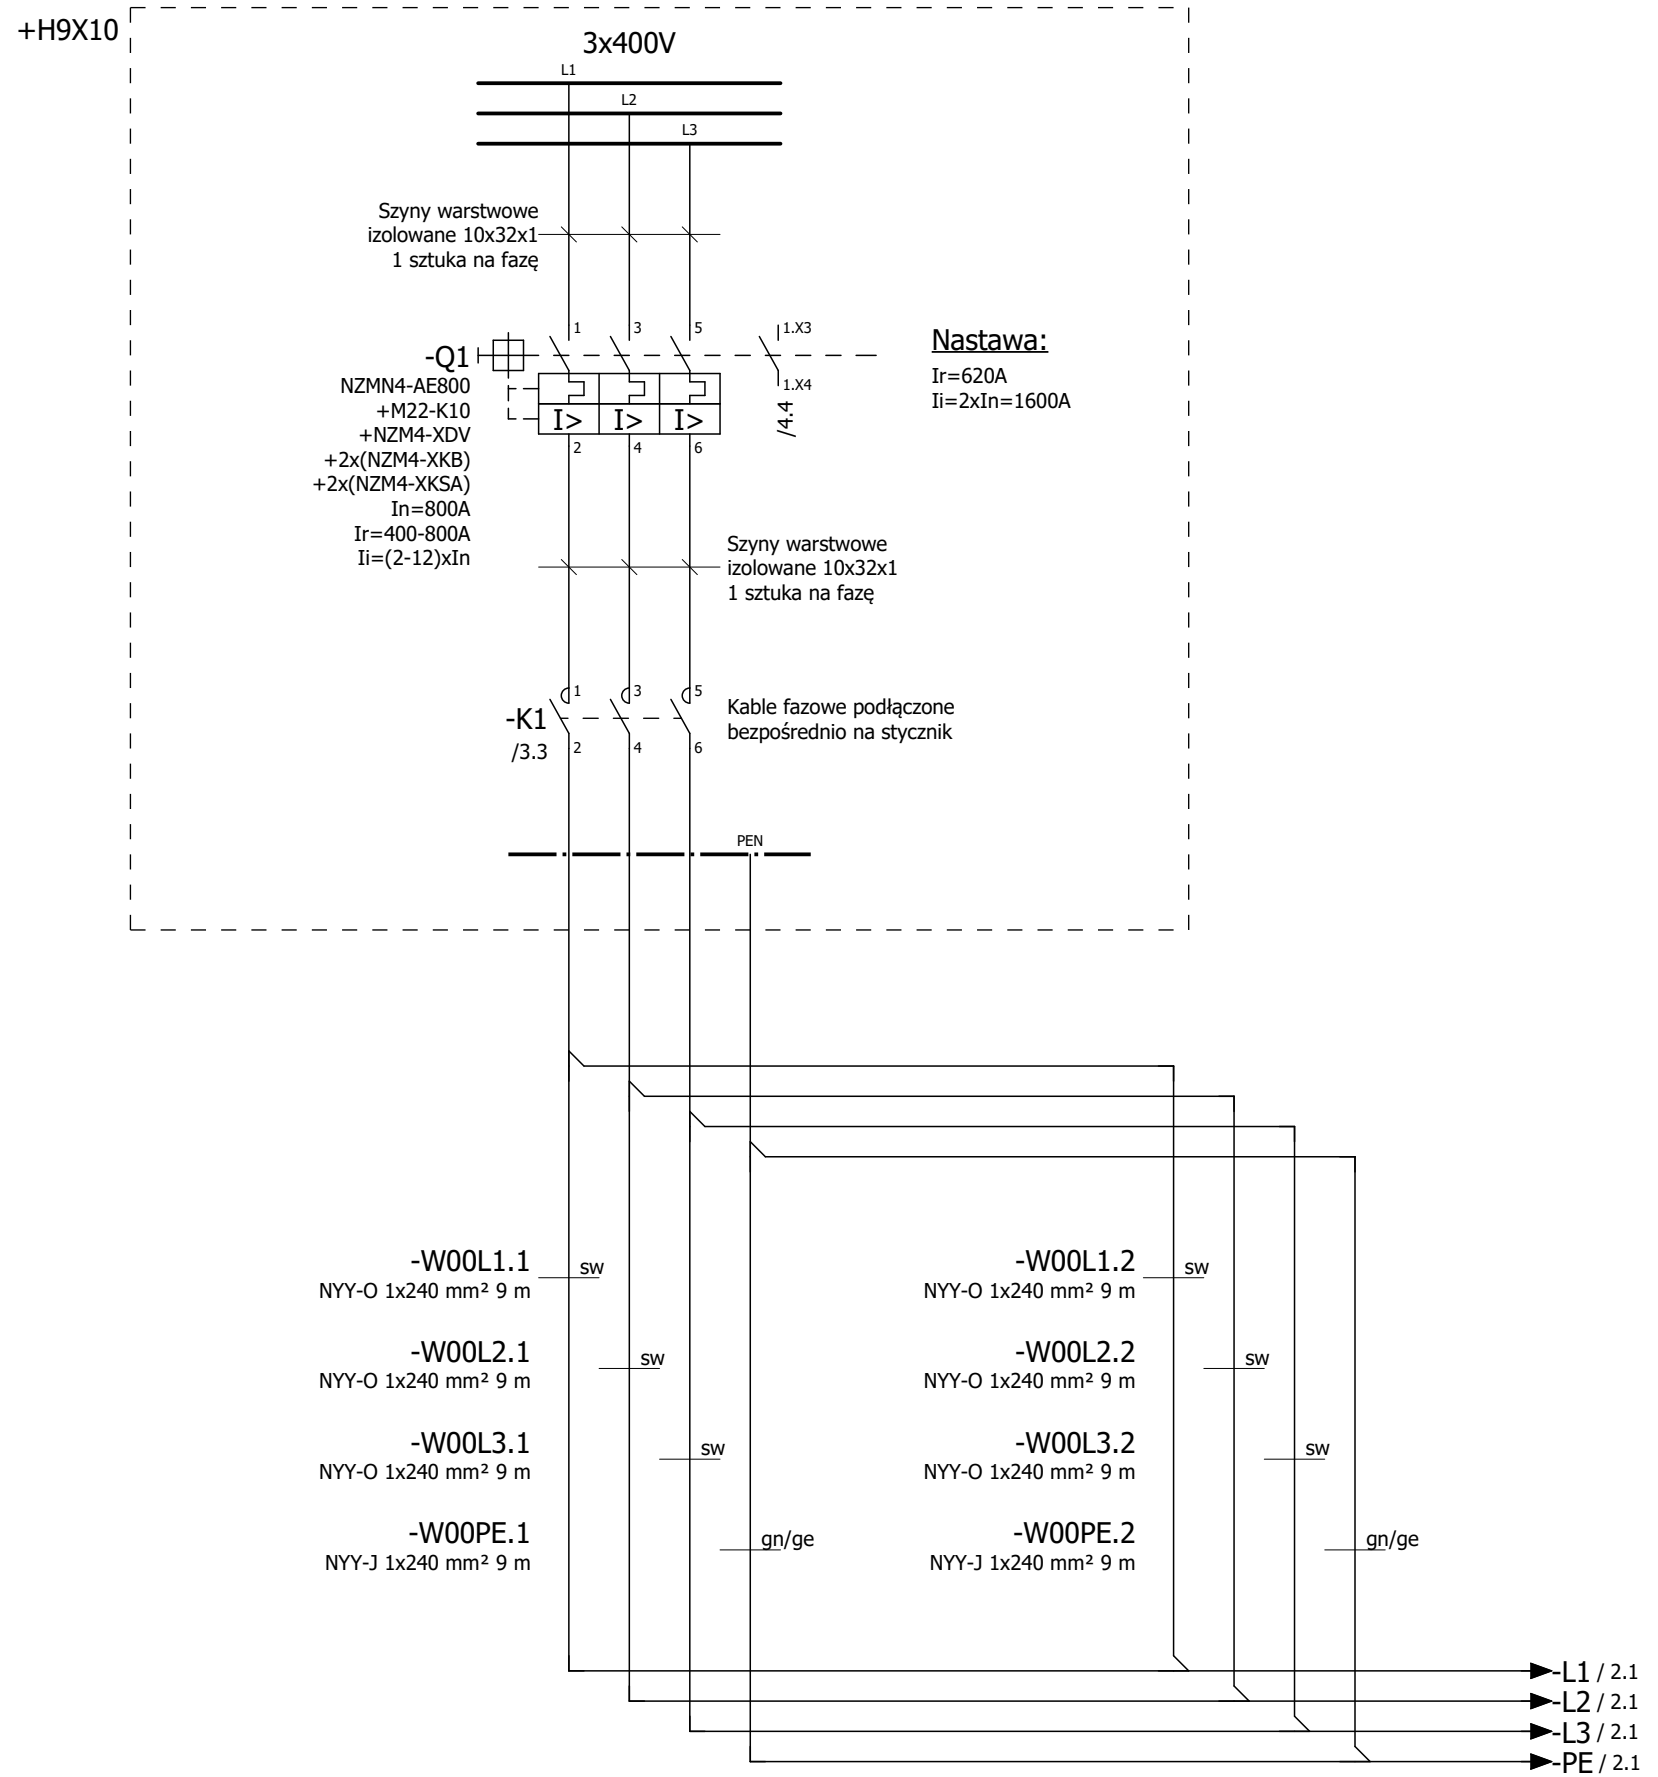 +H9X10
3x400V
L1
L2
L3
Szyny warstwowe
izolowane 10x32x1
1 sztuka na fazę
1
3
5
1.X3
-Q1
NZMN4-AE800
+M22-K10
+NZM4-XDV
+2x(NZM4-XKB)
+2x(NZM4-XKSA)
In=800A
Ir=400-800A
Ii=(2-12)xIn
I>
I>
I>
1.X4
/4.4
2
4
6
Nastawa:
Ir=620A
Ii=2xIn=1600A
Szyny warstwowe
izolowane 10x32x1
1 sztuka na fazę
1
3
5
-K1
/3.3
2
4
6
Kable fazowe podłączone
bezpośrednio na stycznik
PEN
-W00L1.1
NYY-O 1x240 mm² 9 m
sw
-W00L1.2
NYY-O 1x240 mm² 9 m
sw
-W00L2.1
NYY-O 1x240 mm² 9 m
sw
-W00L2.2
NYY-O 1x240 mm² 9 m
sw
-W00L3.1
NYY-O 1x240 mm² 9 m
sw
-W00L3.2
NYY-O 1x240 mm² 9 m
sw
-W00PE.1
NYY-J 1x240 mm² 9 m
gn/ge
-W00PE.2
NYY-J 1x240 mm² 9 m
gn/ge
-L1 / 2.1
-L2 / 2.1
-L3 / 2.1
-PE / 2.1